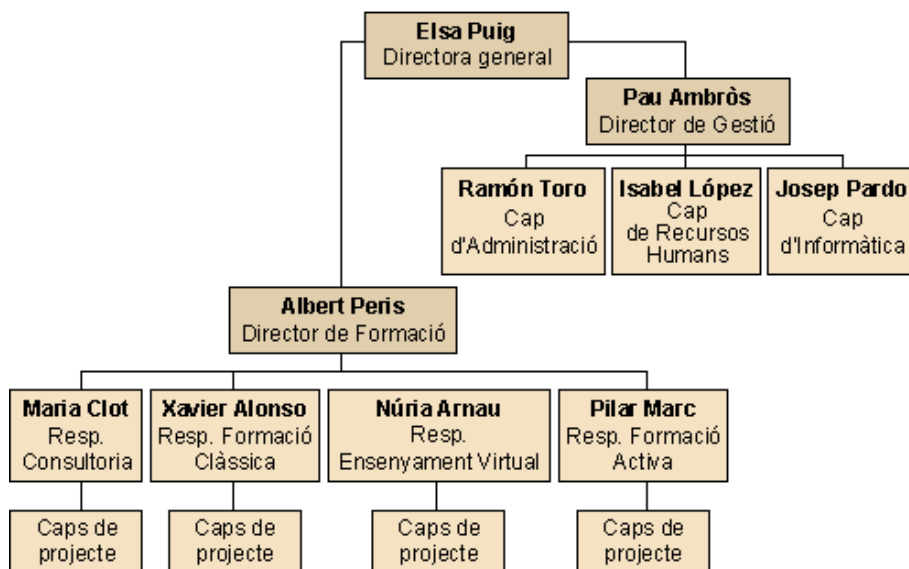 Elsa Puig
Directora general
Pau Ambròs
Director de Gestió
Ramón Toro
Cap
d'Administració
Isabel López
Cap
de Recursos
Humans
Josep Pardo
Cap
d'Informàtica
Albert Peris
Director de Formació
Maria Clot
Resp.
Consultoria
Xavier Alonso
Resp. Formació
Clàssica
Núria Arnau
Resp.
Ensenyament Virtual
Pilar Marc
Resp. Formació
Activa
Caps de
projecte
Caps de
projecte
Caps de
projecte
Caps de
projecte